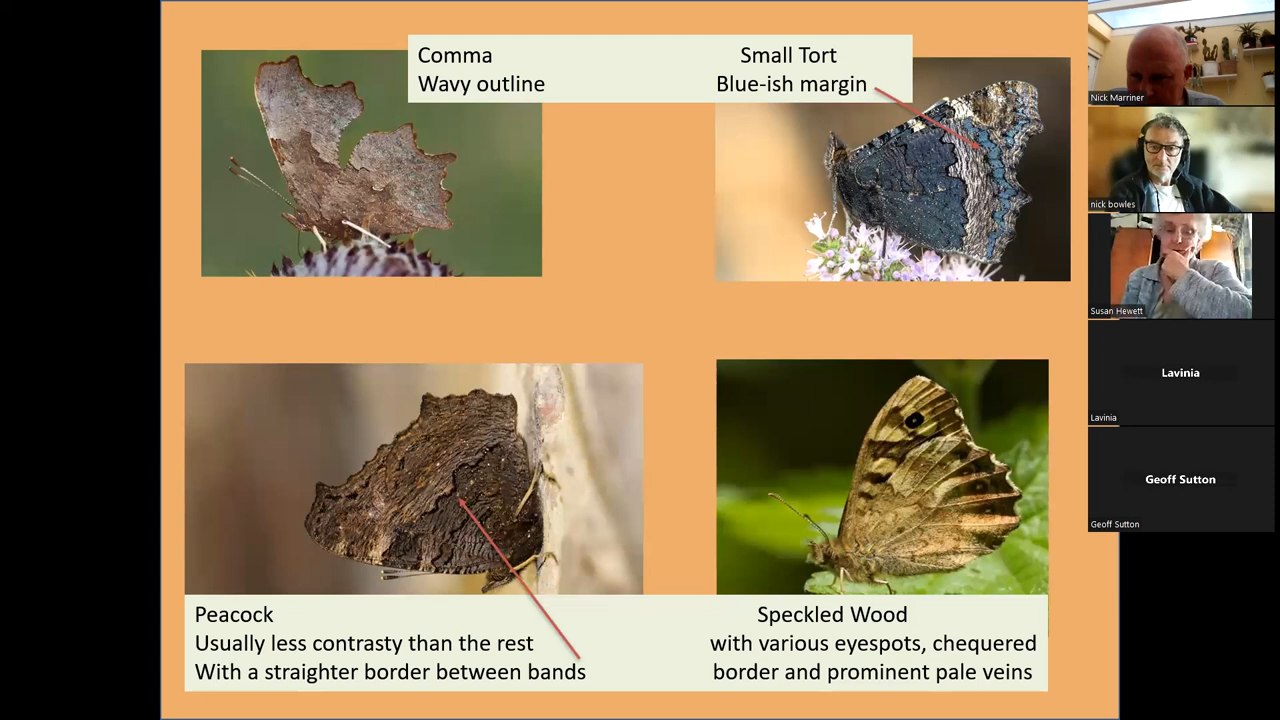 Comma
Wavy outline
Small Tort
Blue-ish margin
Peacock
Usually less contrasty than the rest
With a straighter border between bands
Speckled Wood
with various eyespots, chequered
border and prominent pale veins
Nick Marriner
nick bowles
Susan Hewett
Lavinia
Lavinia
Geoff Sutton
Geoff Sutton